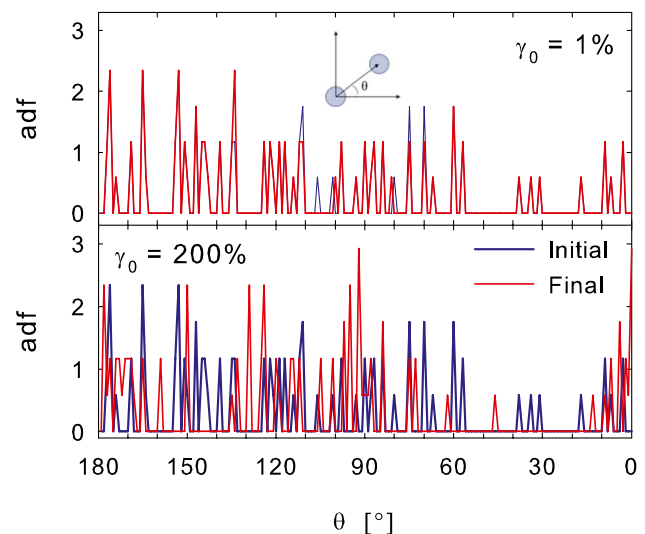 3
γ₀ = 1%
2
θ
adf
1
0
3
γ₀ = 200%
Initial
Final
2
adf
1
0
180 150 120 90 60 30 0
θ [°]